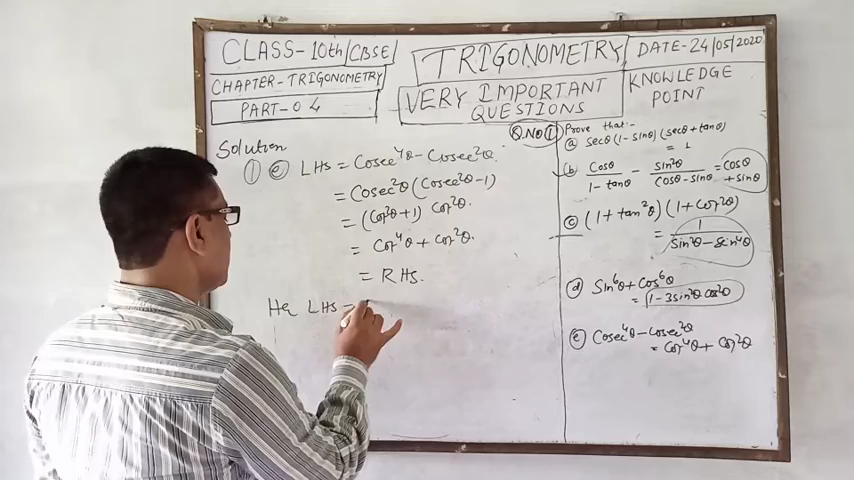 CLASS-10th/CBSE/
CHAPTER-TRIGONOMETRY
PART-04
TRIGONOMETRY
VERY IMPORTANT
QUESTIONS
DATE-24/05/2020
KNOWLEDGE
POINT
Solution
① ⓔ LHS = Cosec⁴θ - Cosec²θ.
= Cosec²θ (Cosec²θ-1)
= (Cot²θ+1) Cot²θ.
= Cot⁴θ + Cot²θ.
= RHS.
LHS =
Q.NO ① Prove that:-
ⓐ secθ(1-sinθ)(secθ+tanθ)
= 1
ⓑ Cosθ/1-tanθ - sin²θ/Cosθ-sinθ = cosθ
+sinθ
ⓒ (1+tan²θ)(1+Cot²θ)
= 1/sin²θ-sin⁴θ
ⓓ Sin⁶θ+cos⁶θ
= 1-3sin²θ cos²θ
ⓔ Cosec⁴θ-cosec²θ
= Cot⁴θ + Cot²θ